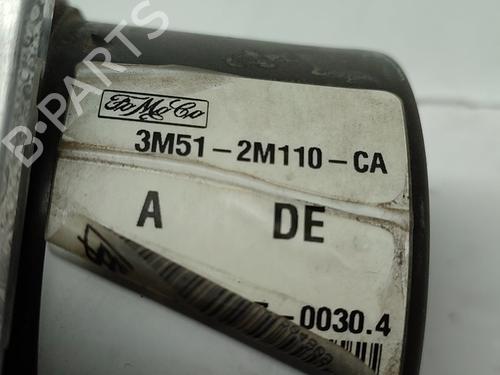 B-PARTS
FoMoCo
3M51-2M110-CA
A DE
-0030.4